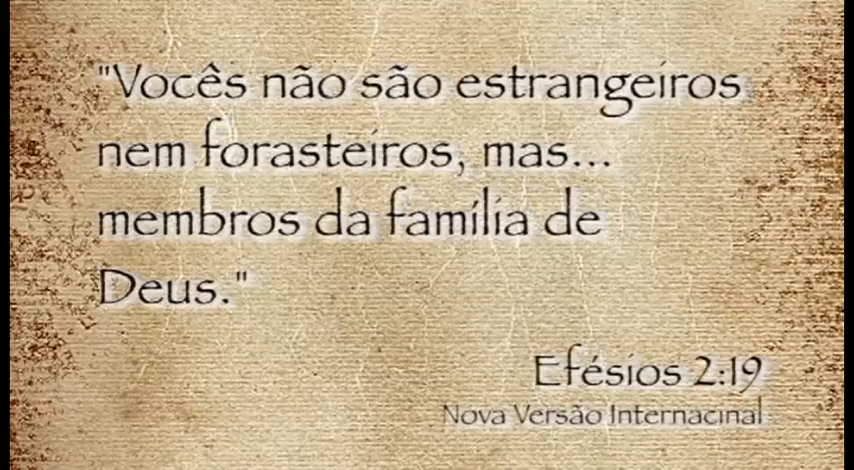 "Vocês não são estrangeiros
nem forasteiros, mas...
membros da família de
Deus."
Efésios 2:19
Nova Versão Internacinal